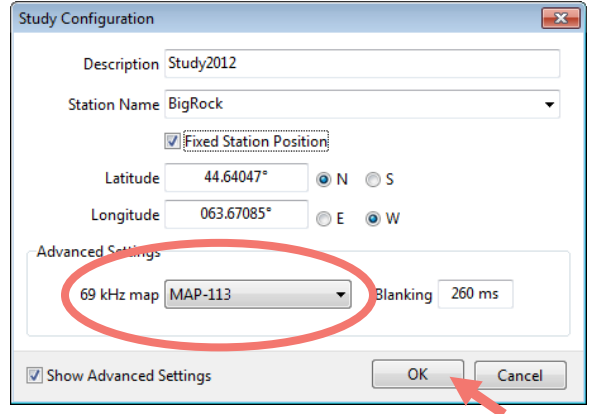 Study Configuration
Description Study2012
Station Name BigRock
Fixed Station Position
Latitude 44.64047° N S
Longitude 063.67085° E W
Advanced Settings
69 kHz map MAP-113 Blanking 260 ms
Show Advanced Settings OK Cancel